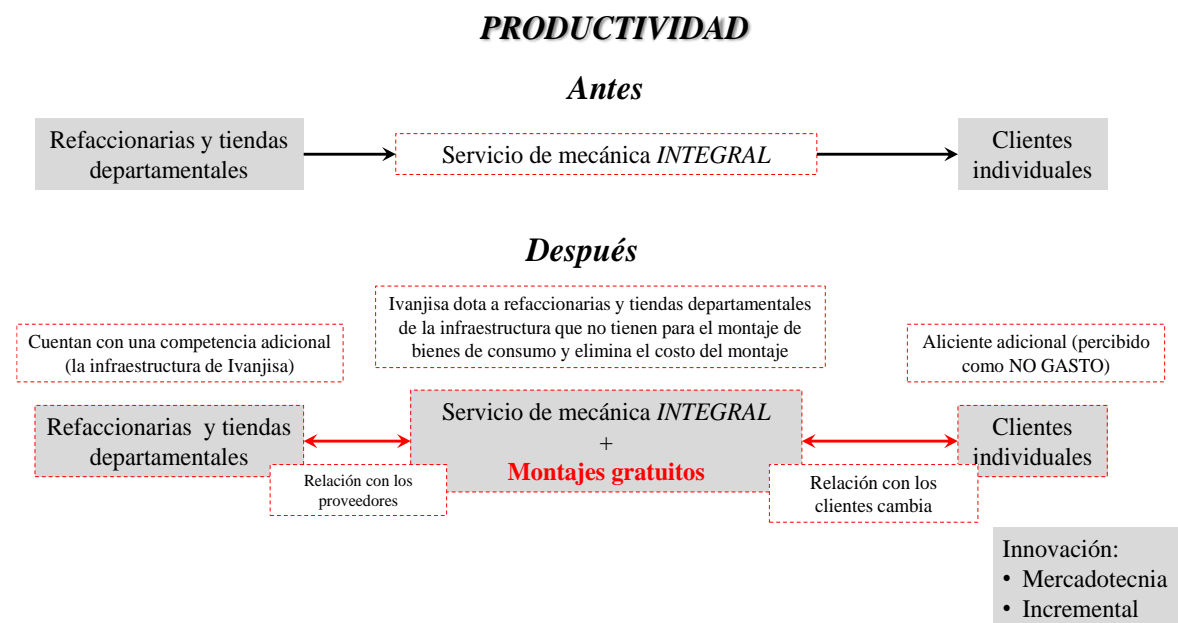 PRODUCTIVIDAD
Antes
Refaccionarias y tiendas
departamentales
Servicio de mecánica INTEGRAL
Clientes
individuales
Después
Cuentan con una competencia adicional
(la infraestructura de Ivanjisa)
Ivanjisa dota a refaccionarias y tiendas departamentales
de la infraestructura que no tienen para el montaje de
bienes de consumo y elimina el costo del montaje
Aliciente adicional (percibido
como NO GASTO)
Refaccionarias y tiendas
departamentales
Servicio de mecánica INTEGRAL
+
Montajes gratuitos
Clientes
individuales
Relación con los
proveedores
Relación con los
clientes cambia
Innovación:
• Mercadotecnia
• Incremental